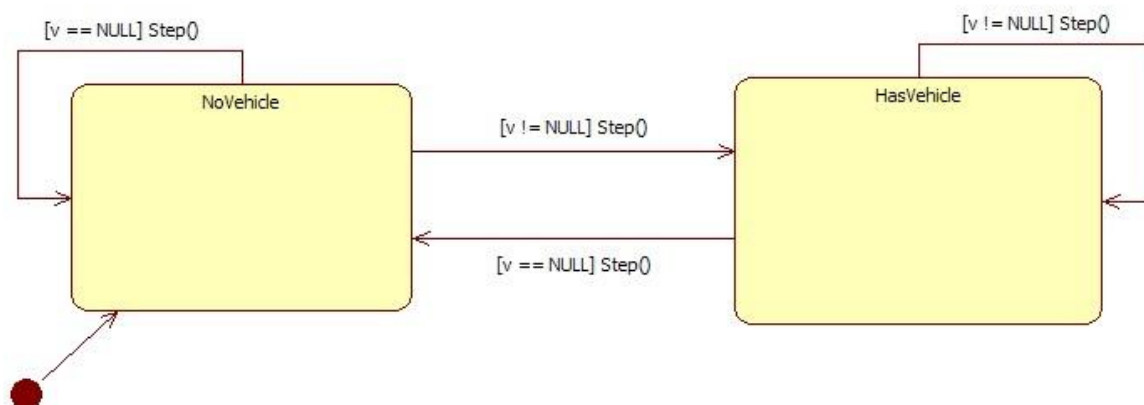 [v == NULL] Step()
[v != NULL] Step()
NoVehicle
HasVehicle
[v != NULL] Step()
[v == NULL] Step()